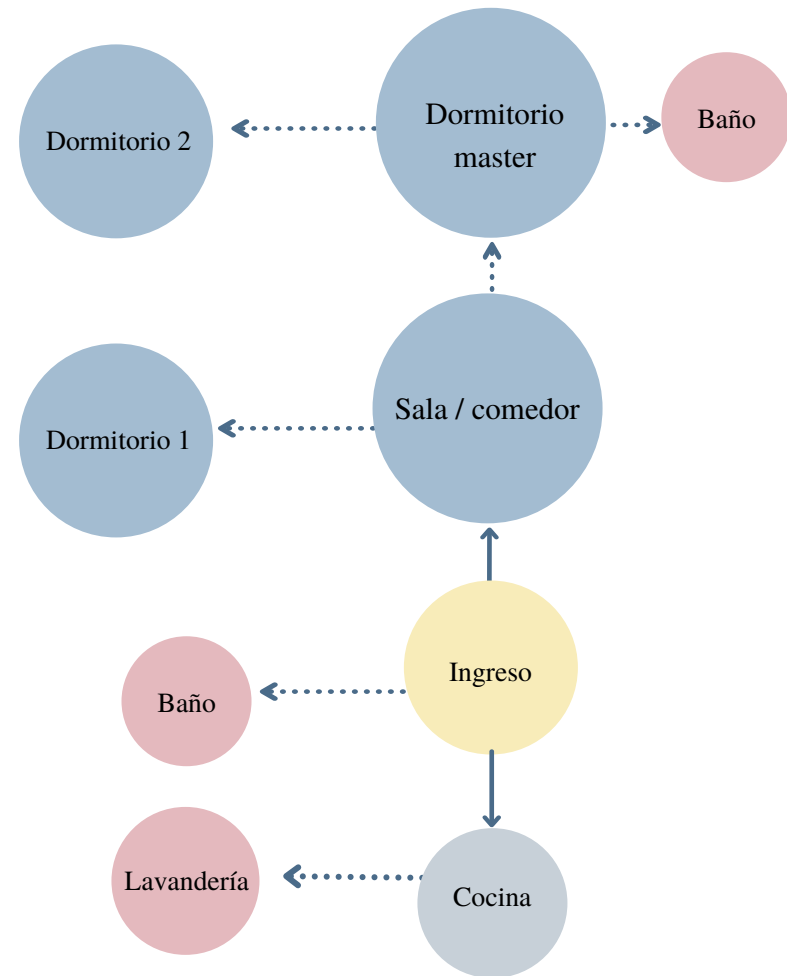 Dormitorio 2
Dormitorio
master
Baño
Dormitorio 1
Sala / comedor
Baño
Ingreso
Lavandería
Cocina